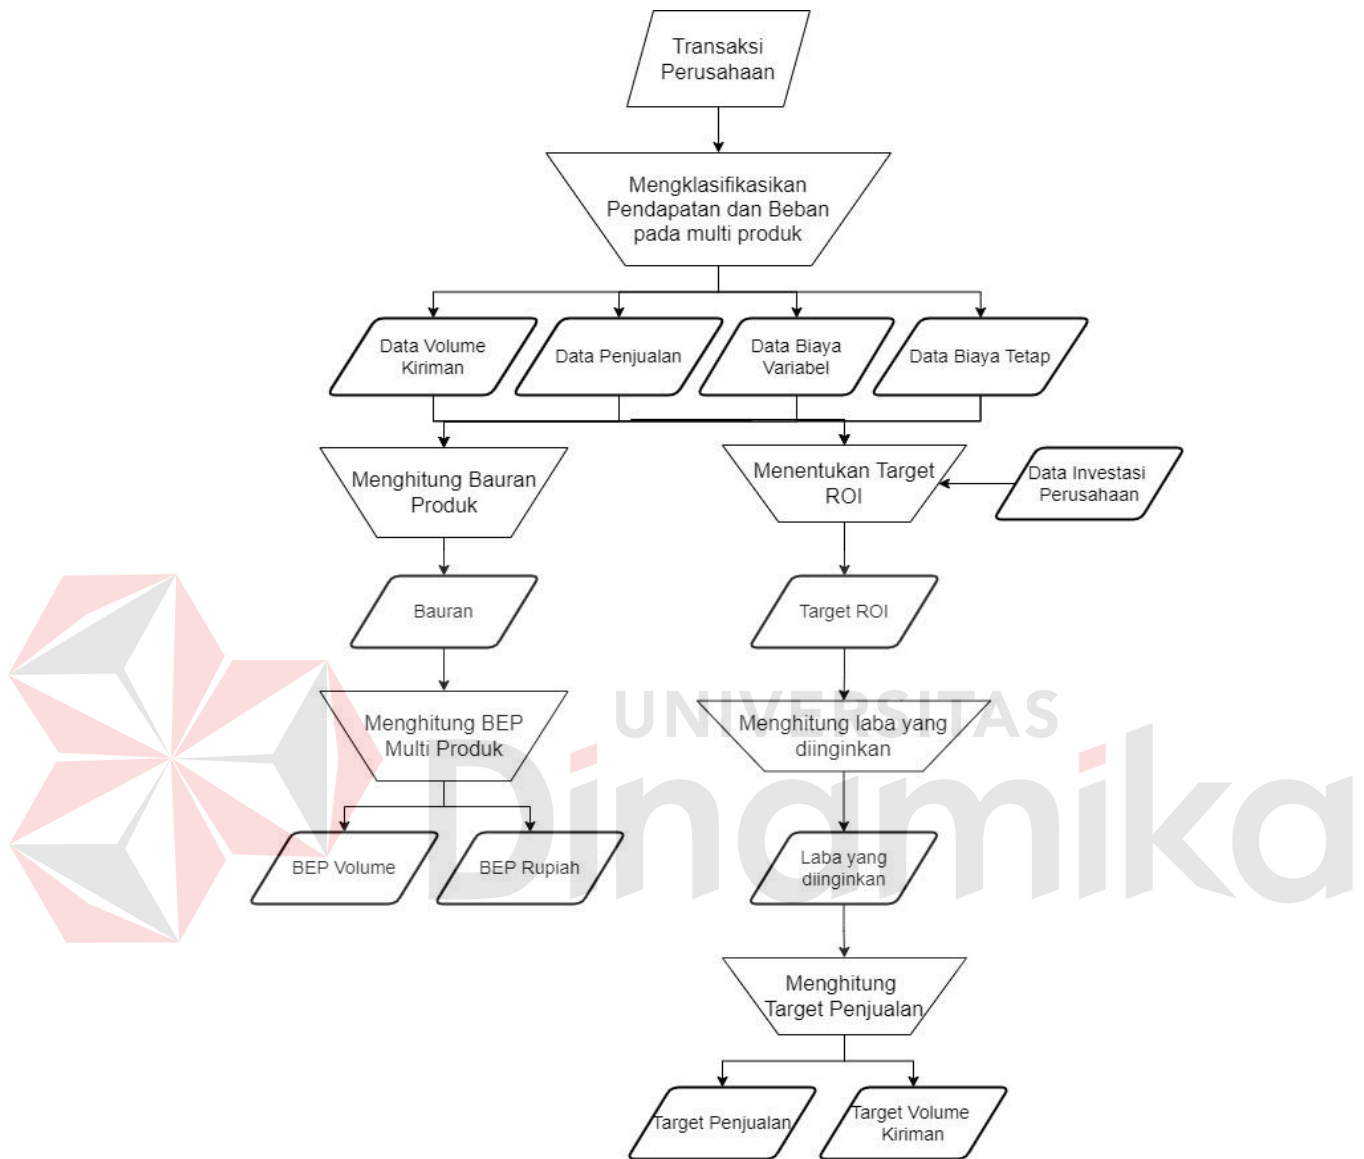 Transaksi
Perusahaan
Mengklasifikasikan
Pendapatan dan Beban
pada multi produk
Data Volume
Kiriman
Data Penjualan
Data Biaya
Variabel
Data Biaya Tetap
Menghitung Bauran
Produk
Menentukan Target
ROI
Data Investasi
Perusahaan
Bauran
Target ROI
UNIVERSITAS
Dinamika
Menghitung BEP
Multi Produk
Menghitung laba yang
diinginkan
BEP Volume
BEP Rupiah
Laba yang
diinginkan
Menghitung
Target Penjualan
Target Penjualan
Target Volume
Kiriman